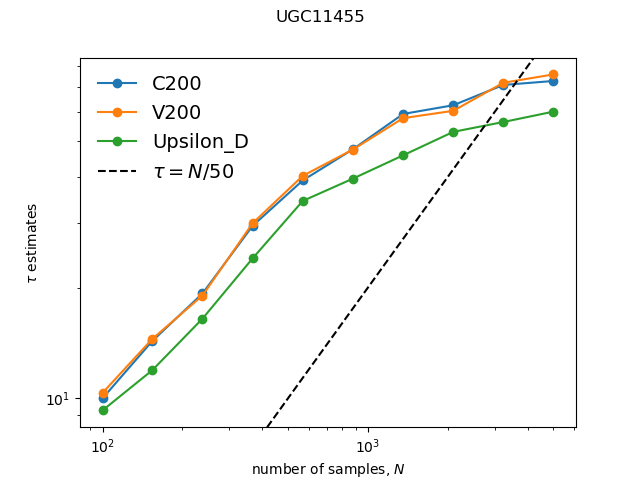 UGC11455
C200
V200
Upsilon_D
τ = N/50
τ estimates
10¹
10² 10³
number of samples, N